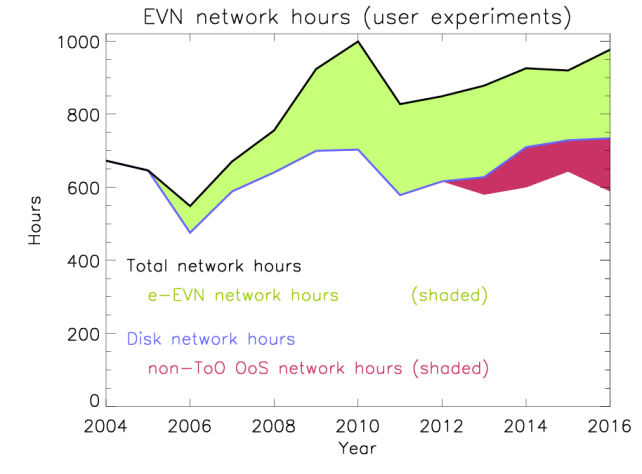 EVN network hours (user experiments)
1000
800
600
400
200
0
Hours
Total network hours
e-EVN network hours (shaded)
Disk network hours
non-ToO OoS network hours (shaded)
2004 2006 2008 2010 2012 2014 2016
Year